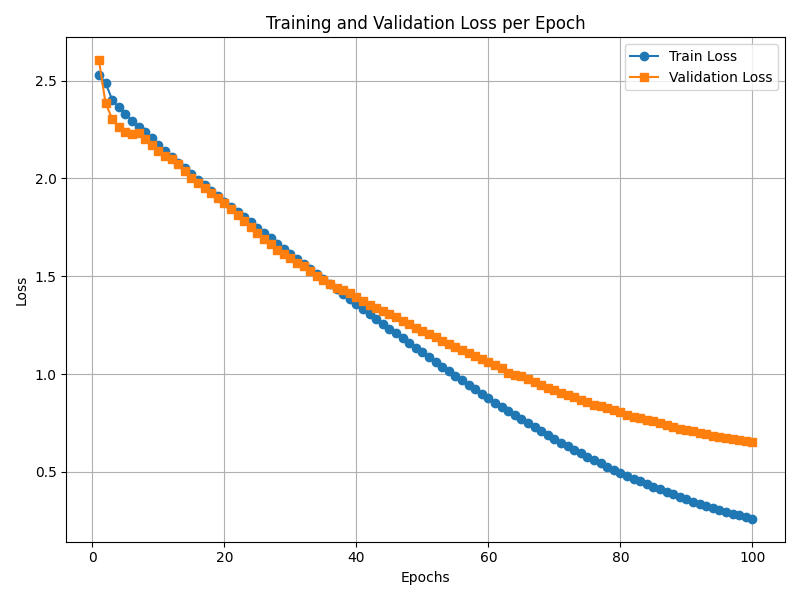 Training and Validation Loss per Epoch
Train Loss
Validation Loss
2.5
2.0
1.5
1.0
0.5
Loss
0 20 40 60 80 100
Epochs